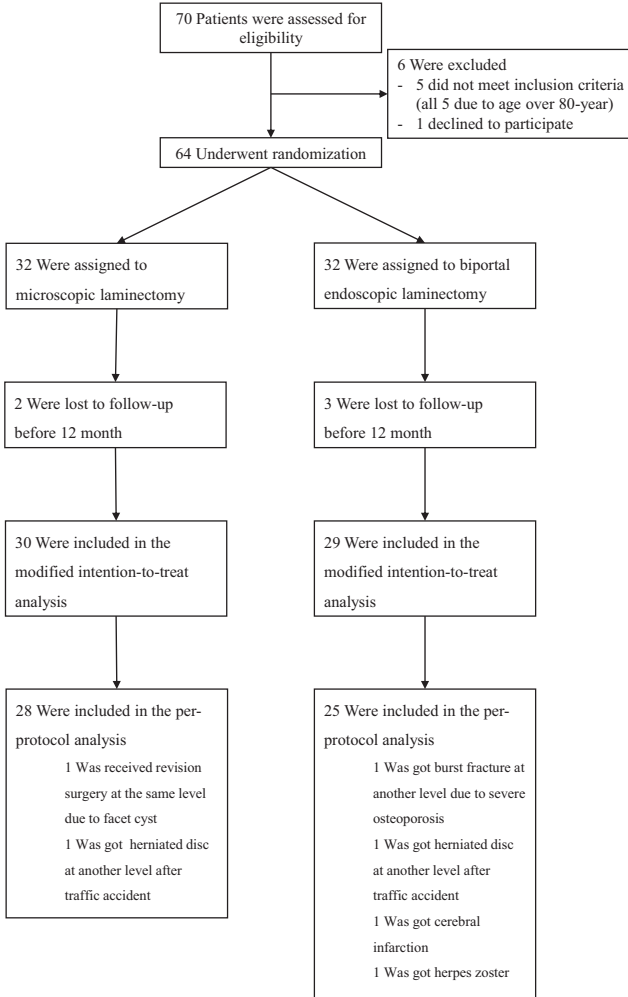 70 Patients were assessed for
eligibility
6 Were excluded
- 5 did not meet inclusion criteria
(all 5 due to age over 80-year)
- 1 declined to participate
64 Underwent randomization
32 Were assigned to
microscopic laminectomy
32 Were assigned to biportal
endoscopic laminectomy
2 Were lost to follow-up
before 12 month
3 Were lost to follow-up
before 12 month
30 Were included in the
modified intention-to-treat
analysis
29 Were included in the
modified intention-to-treat
analysis
28 Were included in the per-
protocol analysis
1 Was received revision
surgery at the same level
due to facet cyst
1 Was got herniated disc
at another level after
traffic accident
25 Were included in the per-
protocol analysis
1 Was got burst fracture at
another level due to severe
osteoporosis
1 Was got herniated disc
at another level after
traffic accident
1 Was got cerebral
infarction
1 Was got herpes zoster